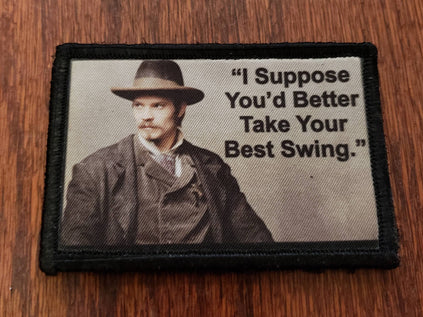 “I Suppose
You’d Better
Take Your
Best Swing.”